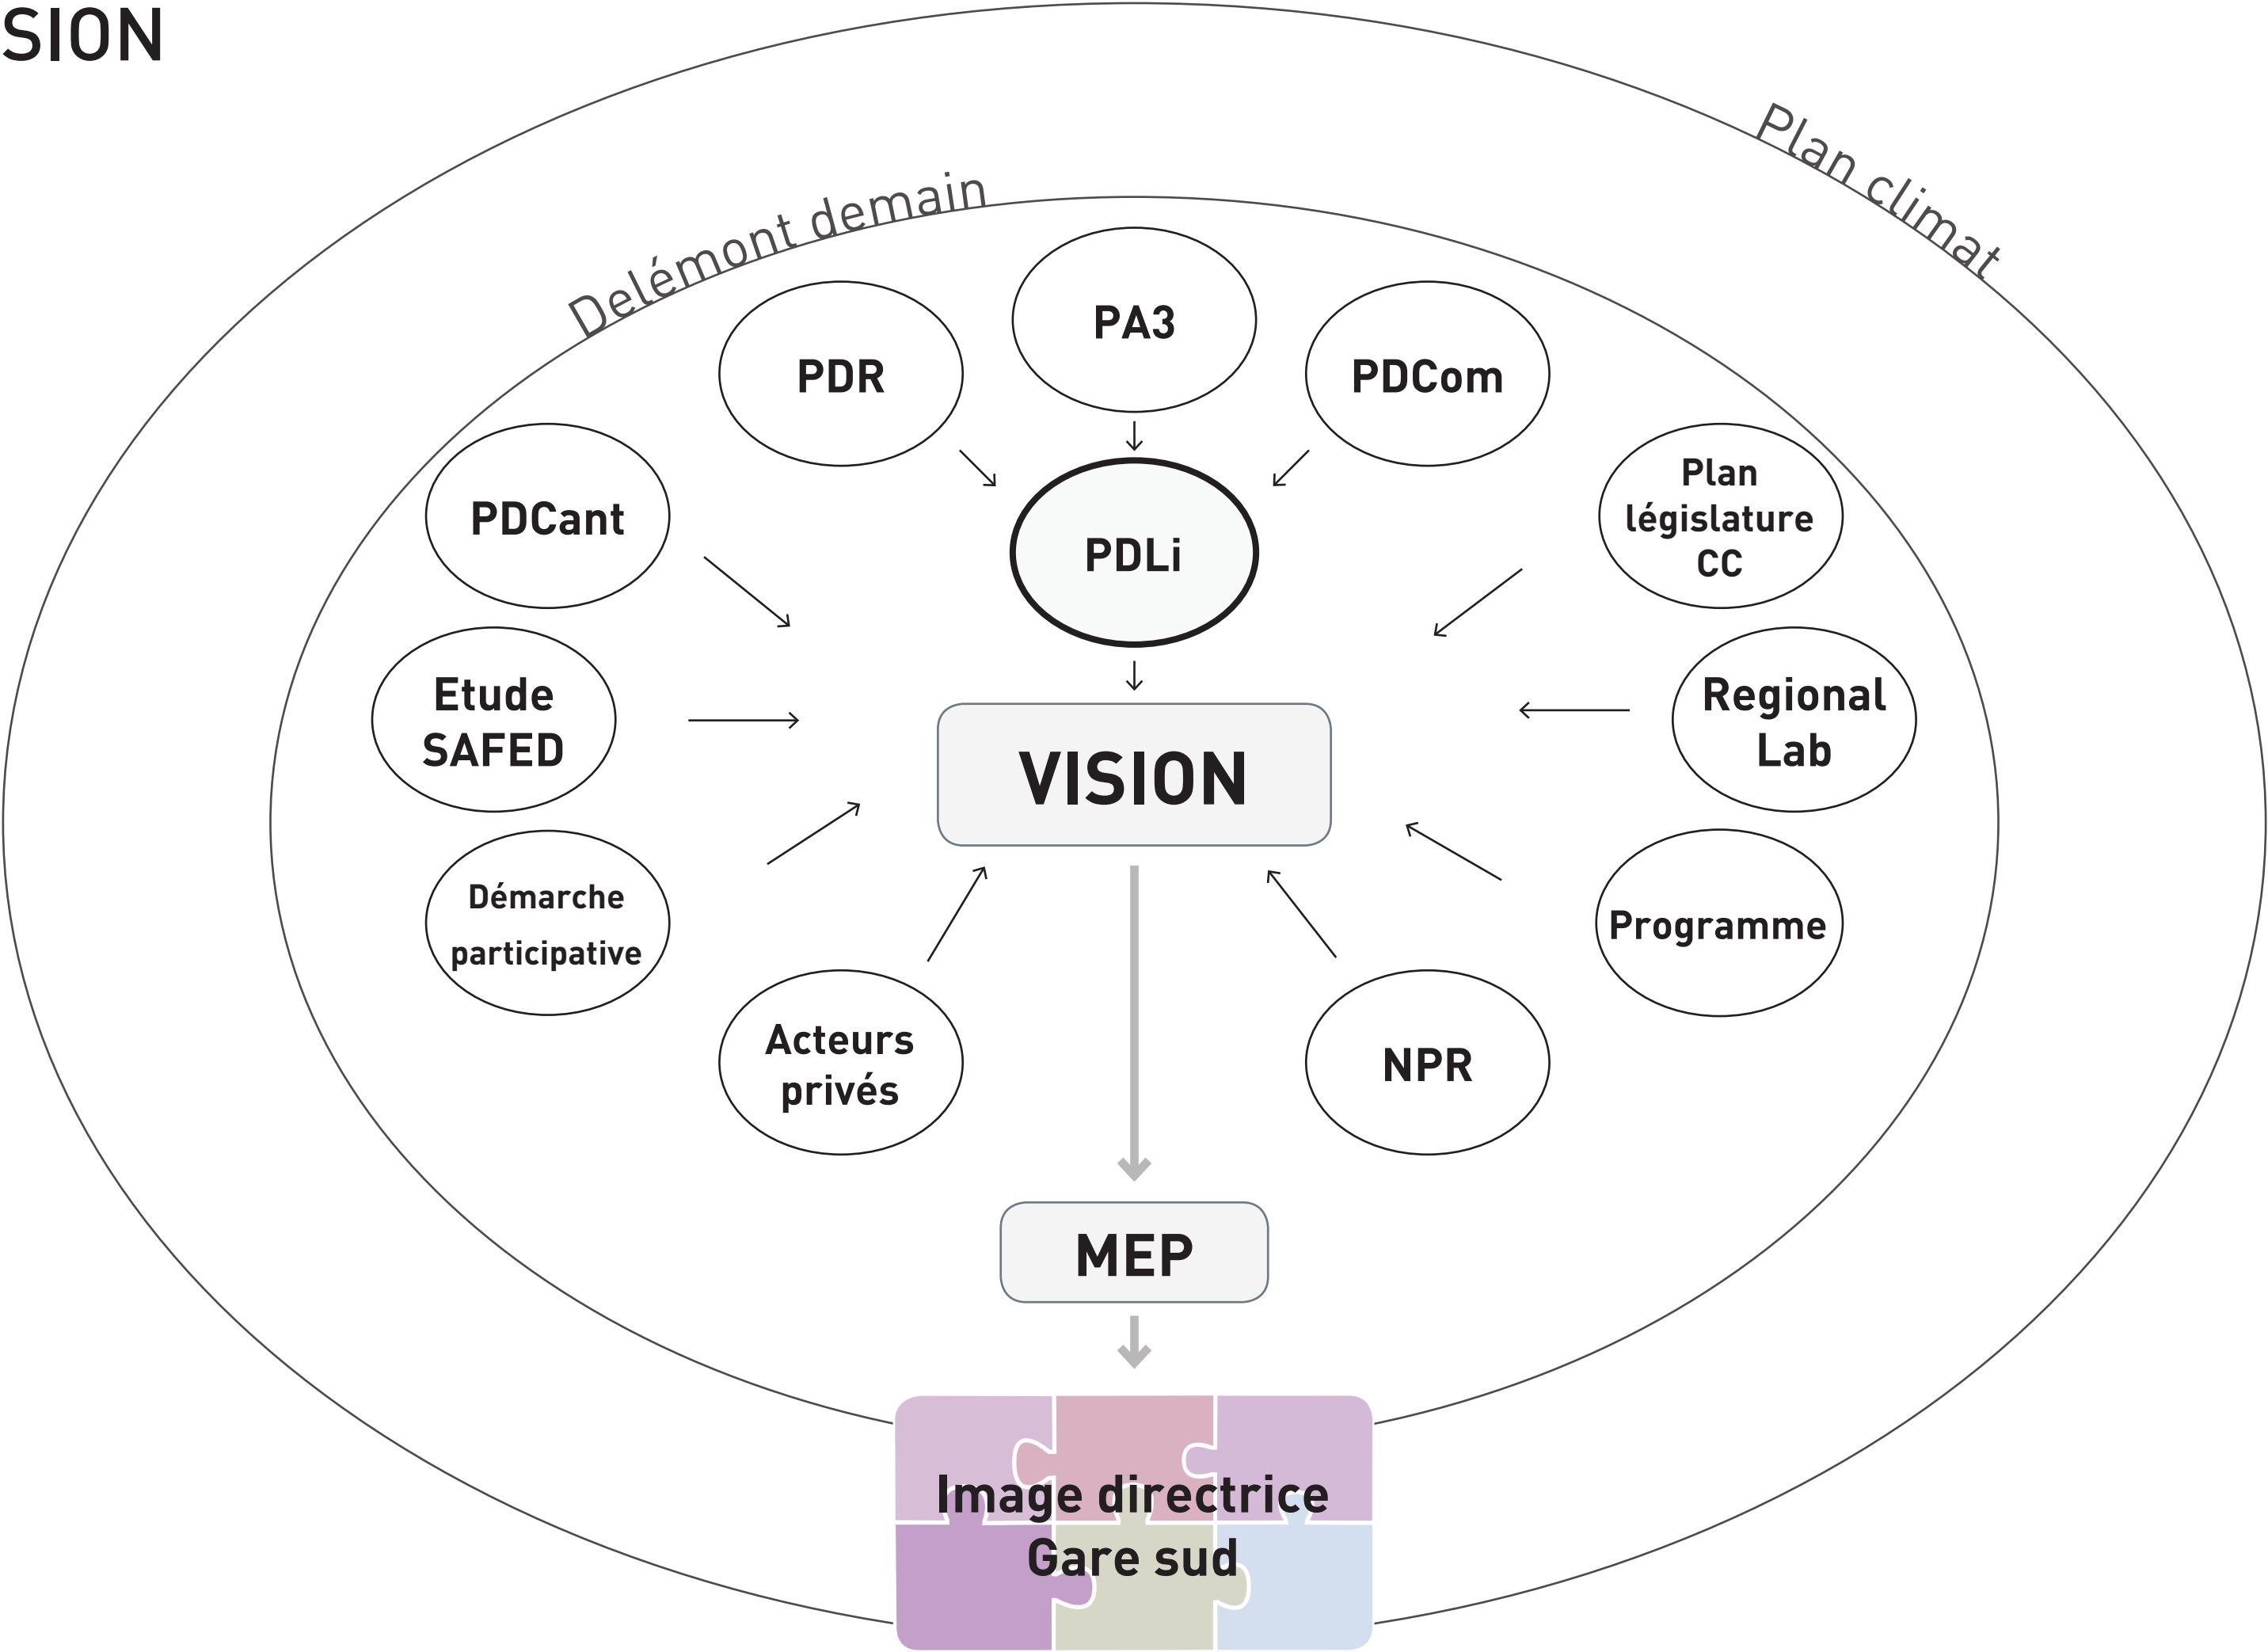 SION
Plan climat
Delémont demain
PA3
PDR
PDCom
PDCant
Plan
législature
CC
PDLi
Etude
SAFED
Regional
Lab
VISION
Démarche
participative
Programme
Acteurs
privés
NPR
MEP
Image directrice
Gare sud